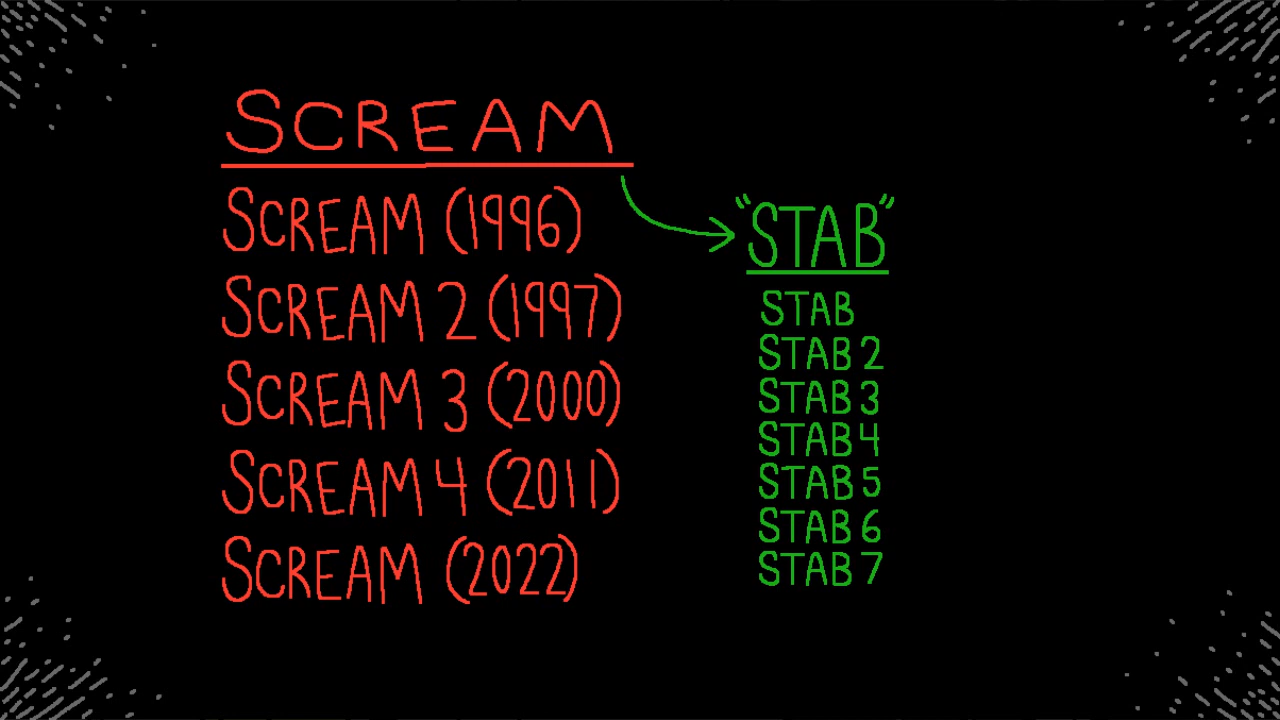 SCREAM
SCREAM (1996)
SCREAM 2 (1997)
SCREAM 3 (2000)
SCREAM 4 (2011)
SCREAM (2022)
"STAB"
STAB
STAB 2
STAB 3
STAB 4
STAB 5
STAB 6
STAB 7